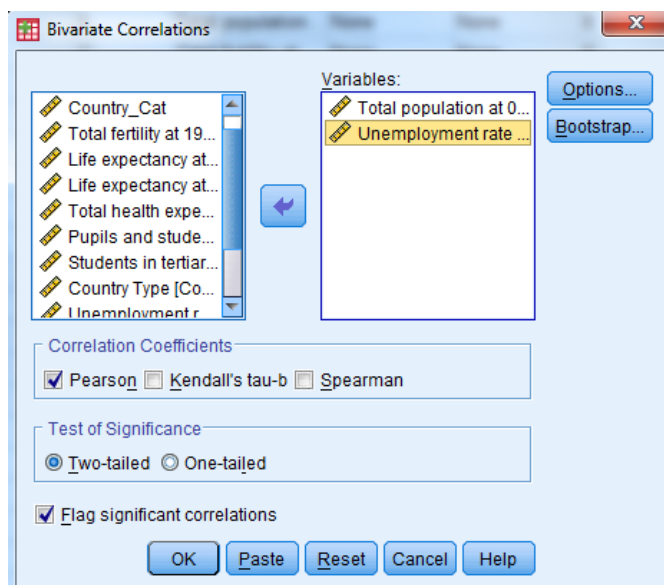 Bivariate Correlations
Variables:
Country_Cat
Total fertility at 19...
Life expectancy at...
Life expectancy at...
Total health expe...
Pupils and stude...
Students in tertiar...
Country Type [Co...
Unemployment r
Total population at 0...
Unemployment rate ...
Options...
Bootstrap...
Correlation Coefficients
Pearson Kendall's tau-b Spearman
Test of Significance
Two-tailed One-tailed
Flag significant correlations
OK Paste Reset Cancel Help